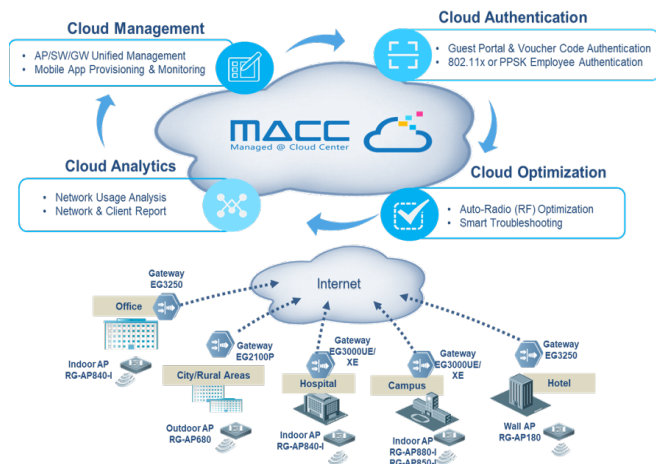 Cloud Management
• AP/SW/GW Unified Management
• Mobile App Provisioning & Monitoring
Cloud Authentication
• Guest Portal & Voucher Code Authentication
• 802.11x or PPSK Employee Authentication
MACC
Managed @ Cloud Center
Cloud Analytics
• Network Usage Analysis
• Network & Client Report
Cloud Optimization
• Auto-Radio (RF) Optimization
• Smart Troubleshooting
Internet
Gateway
EG3250
Office
Indoor AP
RG-AP840-I
Gateway
EG2100P
City/Rural Areas
Outdoor AP
RG-AP680
Gateway
EG3000UE/
XE
Hospital
Indoor AP
RG-AP840-I
Gateway
EG3000UE/
XE
Campus
Indoor AP
RG-AP880-I
RG-AP850-I
Gateway
EG3250
Hotel
Wall AP
RG-AP180